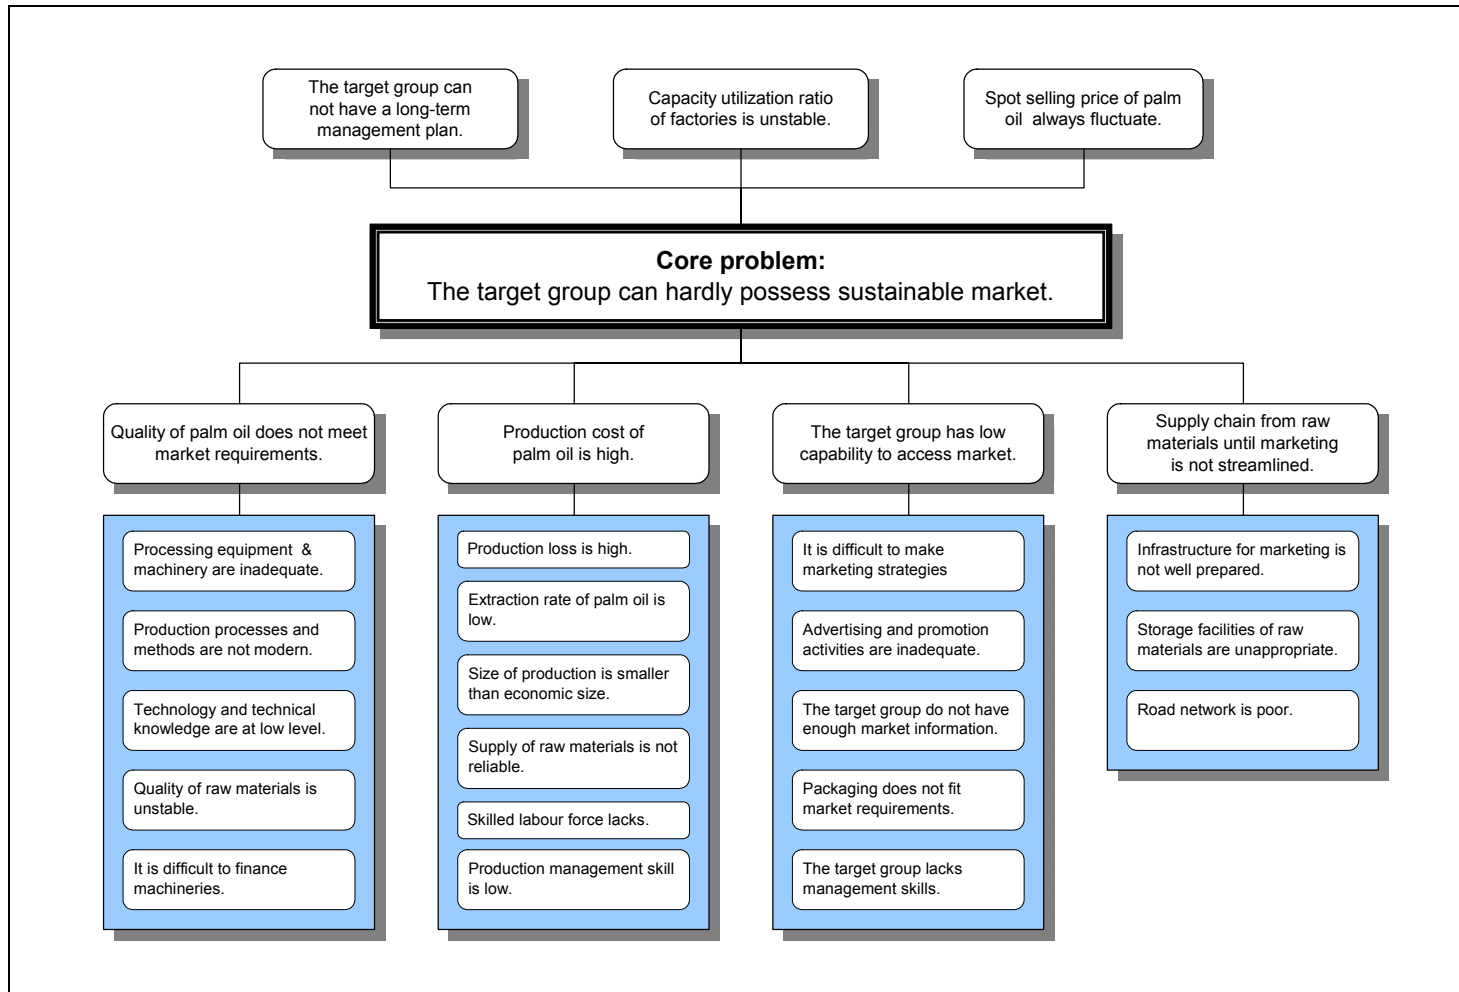 The target group can
not have a long-term
management plan.
Capacity utilization ratio
of factories is unstable.
Spot selling price of palm
oil always fluctuate.
Core problem:
The target group can hardly possess sustainable market.
Quality of palm oil does not meet
market requirements.
Production cost of
palm oil is high.
The target group has low
capability to access market.
Supply chain from raw
materials until marketing
is not streamlined.
Processing equipment &
machinery are inadequate.
Production processes and
methods are not modern.
Technology and technical
knowledge are at low level.
Quality of raw materials is
unstable.
It is difficult to finance
machineries.
Production loss is high.
Extraction rate of palm oil is
low.
Size of production is smaller
than economic size.
Supply of raw materials is not
reliable.
Skilled labour force lacks.
Production management skill
is low.
It is difficult to make
marketing strategies
Advertising and promotion
activities are inadequate.
The target group do not have
enough market information.
Packaging does not fit
market requirements.
The target group lacks
management skills.
Infrastructure for marketing is
not well prepared.
Storage facilities of raw
materials are unappropriate.
Road network is poor.